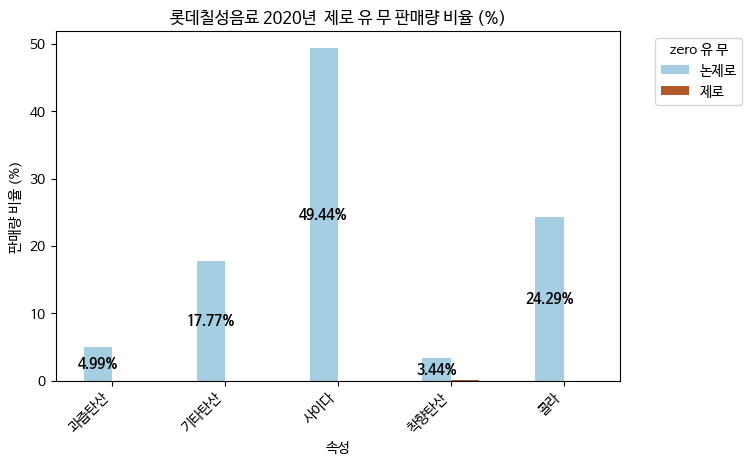 롯데칠성음료 2020년  제로 유 무 판매량 비율 (%)
zero 유 무
논제로
제로
판매량 비율 (%)
50
40
30
20
10
0
4.99%
17.77%
49.44%
3.44%
24.29%
과즙탄산
기타탄산
사이다
착향탄산
콜라
속성